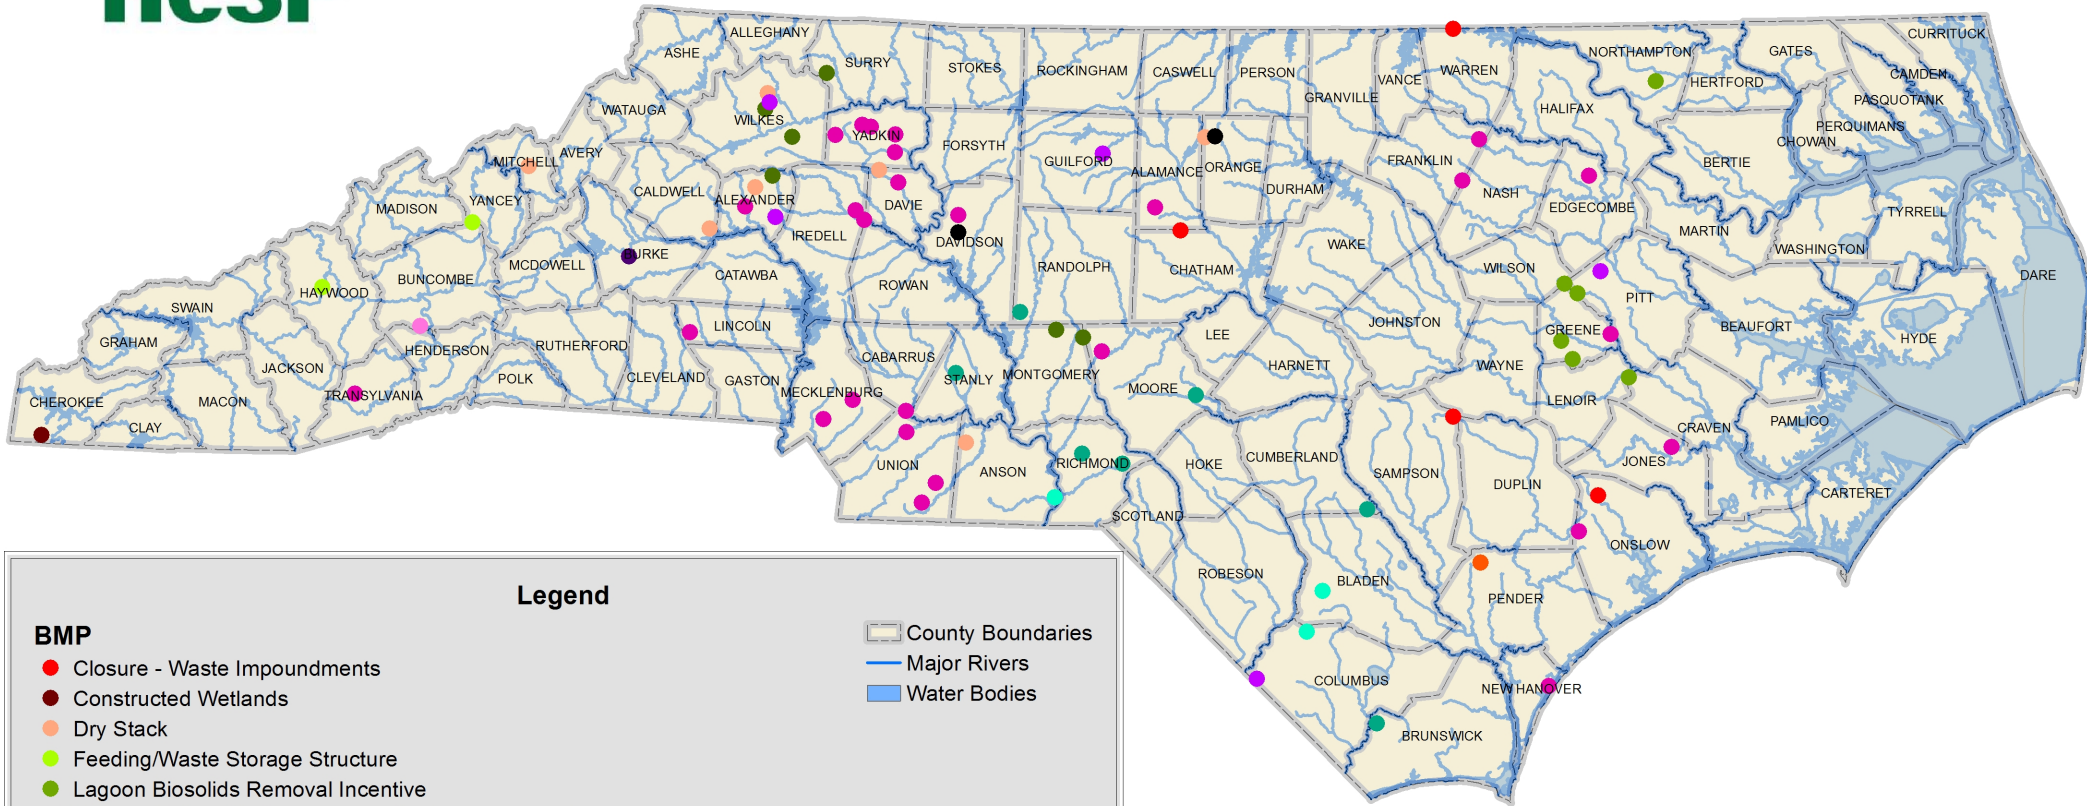 ncsf
ALLEGHANY
ASHE
SURRY
STOKES
ROCKINGHAM
CASWELL
PERSON
GRANVILLE
VANCE
WARREN
NORTHAMPTON
GATES
CURRITUCK
CAMDEN
HERTFORD
PASQUOTANK
HALIFAX
WATAUGA
WILKES
YADKIN
FORSYTH
GUILFORD
ALAMANCE
ORANGE
DURHAM
FRANKLIN
NASH
EDGECOMBE
BERTIE
CHOWAN
PERQUIMANS
MITCHELL
AVERY
CALDWELL
ALEXANDER
DAVIE
IREDELL
DAVIDSON
MADISON
YANCEY
MARTIN
TYRRELL
WASHINGTON
DARE
BUNCOMBE
MCDOWELL
BURKE
CATAWBA
ROWAN
RANDOLPH
CHATHAM
WAKE
WILSON
PITT
BEAUFORT
HYDE
HAYWOOD
SWAIN
GRAHAM
JACKSON
HENDERSON
RUTHERFORD
LINCOLN
CABARRUS
STANLY
MONTGOMERY
MOORE
LEE
HARNETT
JOHNSTON
GREENE
WAYNE
LENOIR
CRAVEN
PAMLICO
CHEROKEE
CLAY
MACON
TRANSYLVANIA
POLK
CLEVELAND
GASTON
MECKLENBURG
UNION
ANSON
RICHMOND
HOKE
CUMBERLAND
SAMPSON
DUPLIN
JONES
CARTERET
ONSLOW
SCOTLAND
ROBESON
BLADEN
PENDER
COLUMBUS
NEW HANOVER
BRUNSWICK
Legend
BMP
Closure - Waste Impoundments
Constructed Wetlands
Dry Stack
Feeding/Waste Storage Structure
Lagoon Biosolids Removal Incentive
County Boundaries
Major Rivers
Water Bodies